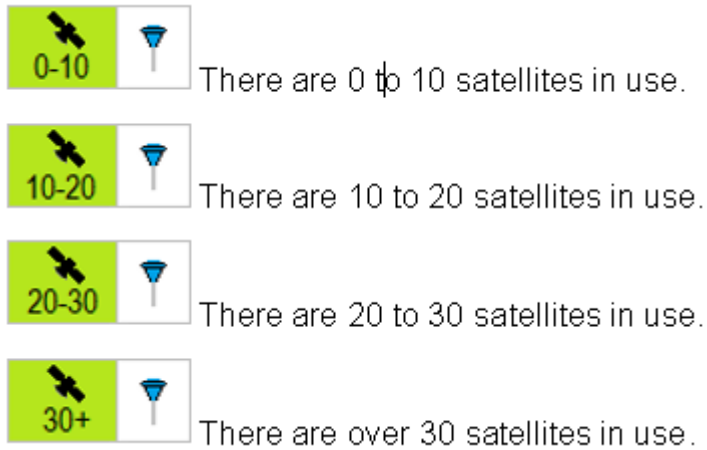 0-10
There are 0 to 10 satellites in use.
10-20
There are 10 to 20 satellites in use.
20-30
There are 20 to 30 satellites in use.
30+
There are over 30 satellites in use.